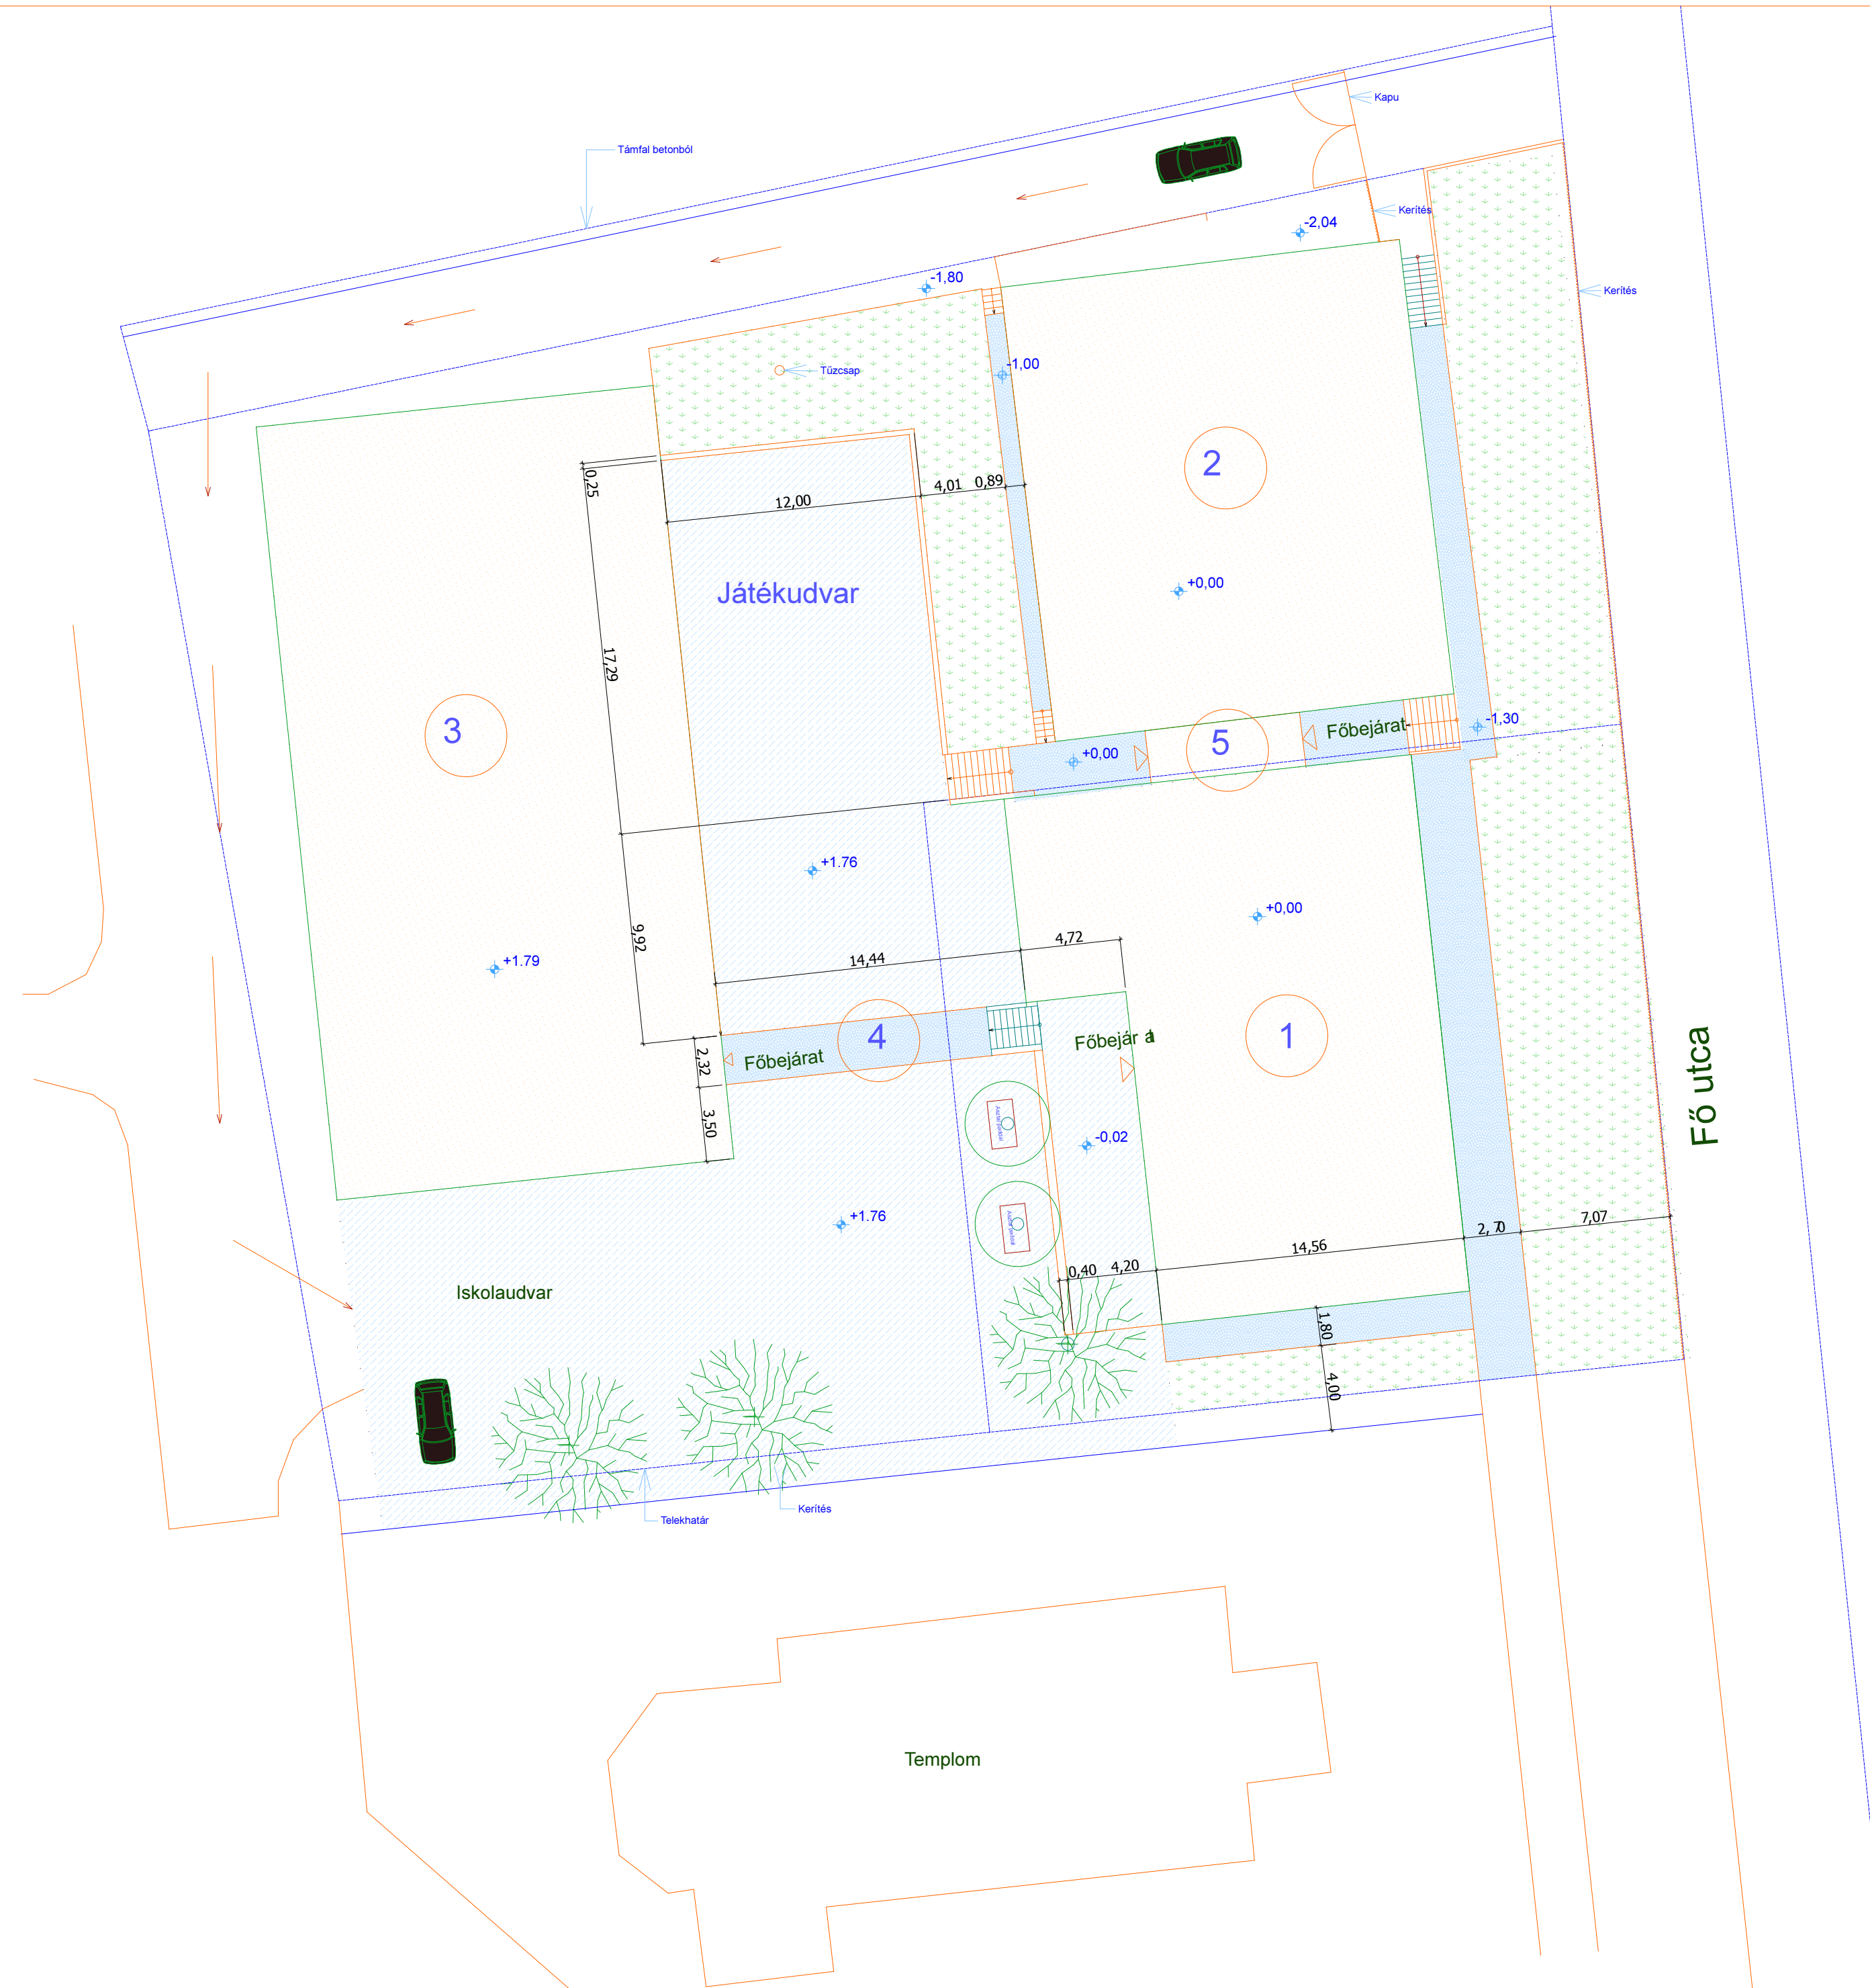 Kapu
Támfal betonból
Kerítés
-2,04
-1,80
Kerítés
-1,00
Tüzcsap
2
0,25
12,00
4,01
0,89
+0,00
Játékudvar
17,29
3
-1,30
Főbejárat
5
+0,00
+1.76
+0,00
9,92
4,72
14,44
+1.79
4
Főbejárat
Főbejár at
1
2,32
3,50
-0,02
Fő utca
+1.76
7,07
2,70
14,56
4,20
0,40
Iskolaudvar
1,80
4,00
Kerítés
Telekhatár
Templom